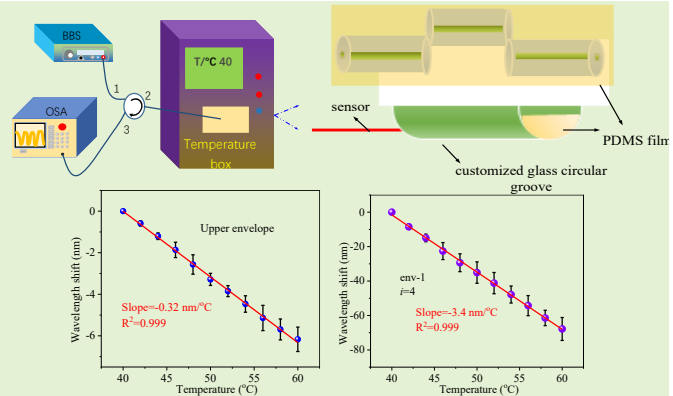 BBS
T/°C 40
1
2
3
OSA
Temperature
box
sensor
PDMS film
customized glass circular
groove
Upper envelope
Slope=-0.32 nm/°C
R²=0.999
0
-2
-4
-6
40
45
50
55
60
Wavelength shift (nm)
Temperature (°C)
env-1
i=4
Slope=-3.4 nm/°C
R²=0.999
0
-20
-40
-60
-80
40
45
50
55
60
Wavelength shift (nm)
Temperature (°C)